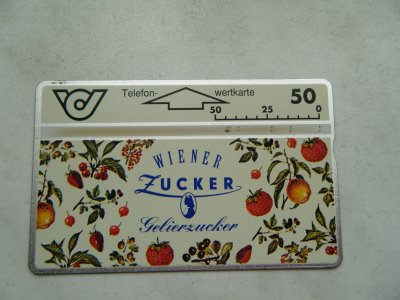 Telefon- wertkarte 50
50 25 0
WIENER
ZUCKER
Gelierzucker